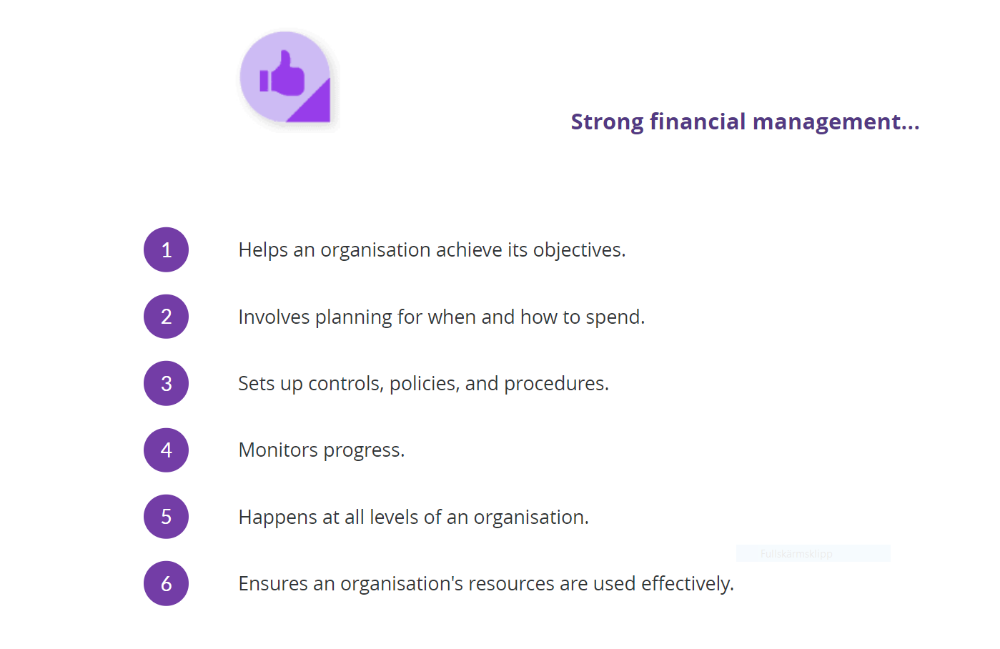 Strong financial management...
1 Helps an organisation achieve its objectives.
2 Involves planning for when and how to spend.
3 Sets up controls, policies, and procedures.
4 Monitors progress.
5 Happens at all levels of an organisation.
Fullskärmsklipp
6 Ensures an organisation's resources are used effectively.